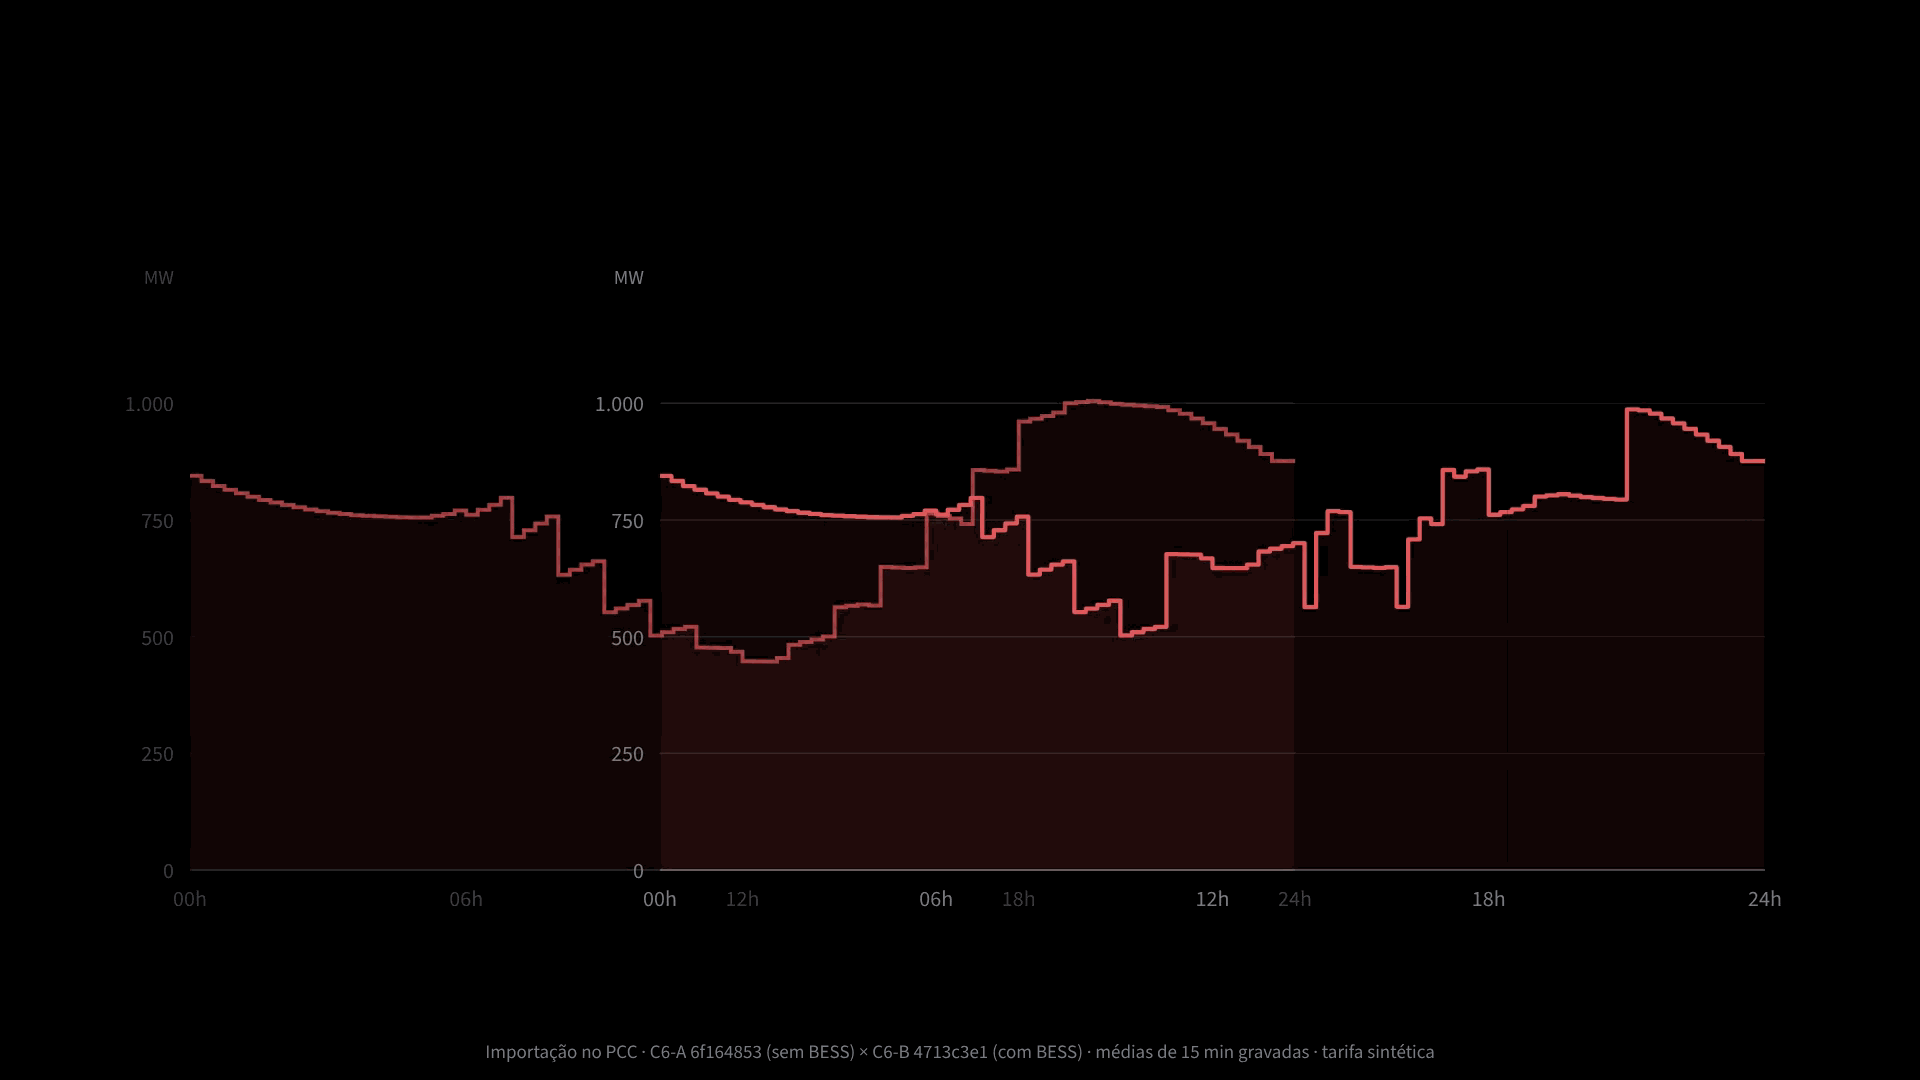 MW MW
1.000 1.000
750 750
500 500
250 250
0 0
00h 06h 00h 12h 06h 18h 12h 24h 18h 24h
Importação no PCC · C6-A 6f164853 (sem BESS) × C6-B 4713c3e1 (com BESS) · médias de 15 min gravadas · tarifa sintética